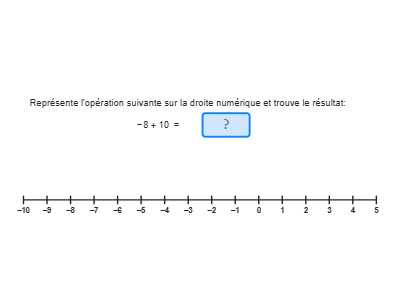 Représente l'opération suivante sur la droite numérique et trouve le résultat:
−8 + 10 = ?
−10 −9 −8 −7 −6 −5 −4 −3 −2 −1 0 1 2 3 4 5